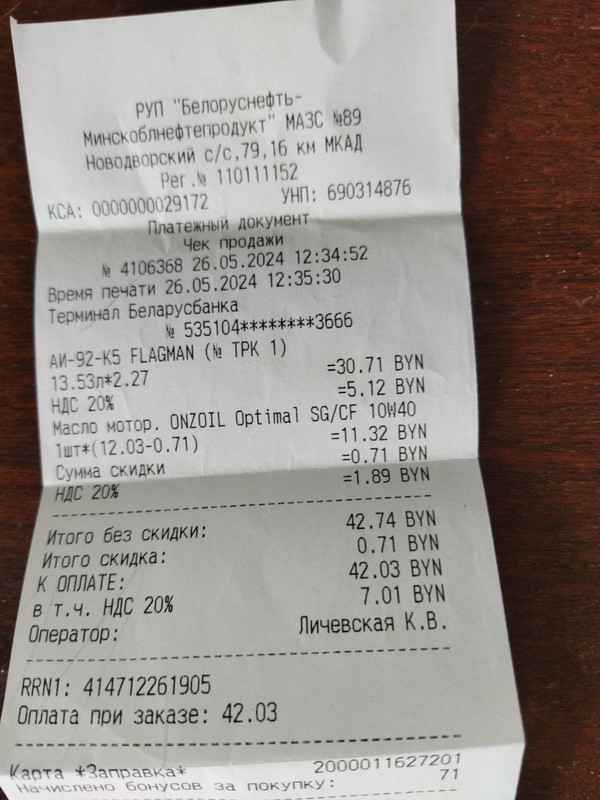 РУП "Белоруснефть-
Минскоблнефтепродукт" МАЗС №89
Новодворский с/с,79,16 км МКАД
Рег.№ 110111152
КСА: 0000000029172 УНП: 690314876
Платежный документ
Чек продажи
№ 4106368 26.05.2024 12:34:52
Время печати 26.05.2024 12:35:30
Терминал Беларусбанка
№ 535104********3666
АИ-92-К5 FLAGMAN (№ ТРК 1)
13.53л*2.27 =30.71 BYN
НДС 20% =5.12 BYN
Масло мотор. ONZOIL Optimal SG/CF 10W40
1шт*(12.03-0.71) =11.32 BYN
Сумма скидки =0.71 BYN
НДС 20% =1.89 BYN
Итого без скидки: 42.74 BYN
Итого скидка: 0.71 BYN
К ОПЛАТЕ: 42.03 BYN
в т.ч. НДС 20% 7.01 BYN
Оператор: Личевская К.В.
RRN1: 414712261905
Оплата при заказе: 42.03
Карта *Заправка* 2000011627201
Начислено бонусов за покупку: 71